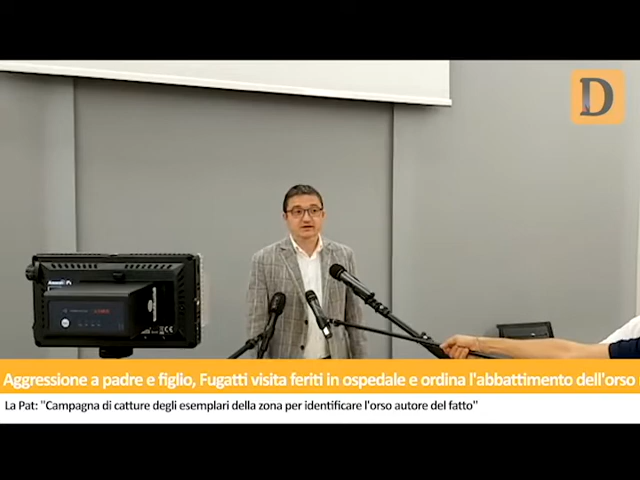 D
Aggressione a padre e figlio, Fugatti visita feriti in ospedale e ordina l'abbattimento dell'orso
La Pat: "Campagna di catture degli esemplari della zona per identificare l'orso autore del fatto"